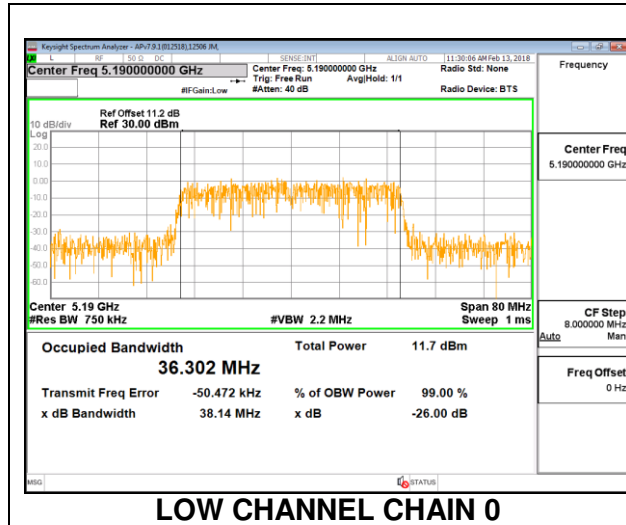 Keysight Spectrum Analyzer - APv7.9.1(012518),12506 JM,
L RF 50 Ω DC SENSE:INT ALIGN AUTO 11:30:06 AM Feb 13, 2018
Center Freq 5.190000000 GHz
Center Freq: 5.190000000 GHz Radio Std: None
Trig: Free Run Avg|Hold: 1/1
#IFGain:Low #Atten: 40 dB Radio Device: BTS
Frequency
Ref Offset 11.2 dB
10 dB/div Ref 30.00 dBm
Log
20.0
10.0
0.00
-10.0
-20.0
-30.0
-40.0
-50.0
-60.0
Center 5.19 GHz Span 80 MHz
#Res BW 750 kHz #VBW 2.2 MHz Sweep 1 ms
Center Freq
5.190000000 GHz
CF Step
8.000000 MHz
Auto Man
Freq Offset
0 Hz
Occupied Bandwidth Total Power 11.7 dBm
36.302 MHz
Transmit Freq Error -50.472 kHz % of OBW Power 99.00 %
x dB Bandwidth 38.14 MHz x dB -26.00 dB
MSG STATUS
LOW CHANNEL CHAIN 0